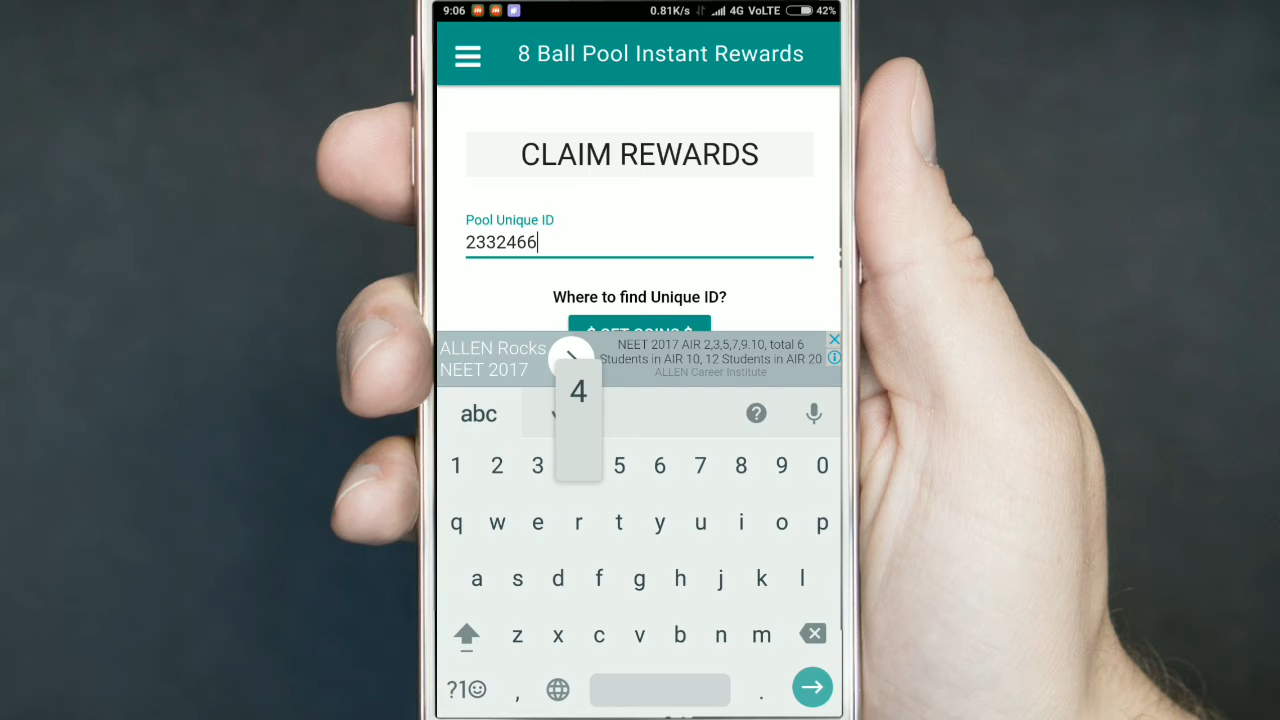 9:06 0.81K/s 4G VoLTE 42%
8 Ball Pool Instant Rewards
CLAIM REWARDS
Pool Unique ID
2332466
Where to find Unique ID?
$ GET COINS $
ALLEN Rocks
NEET 2017
NEET 2017 AIR 2,3,5,7,9.10, total 6
Students in AIR 10, 12 Students in AIR 20
ALLEN Career Institute
4
abc
1 2 3 5 6 7 8 9 0
q w e r t y u i o p
a s d f g h j k l
z x c v b n m
?1☺ , .